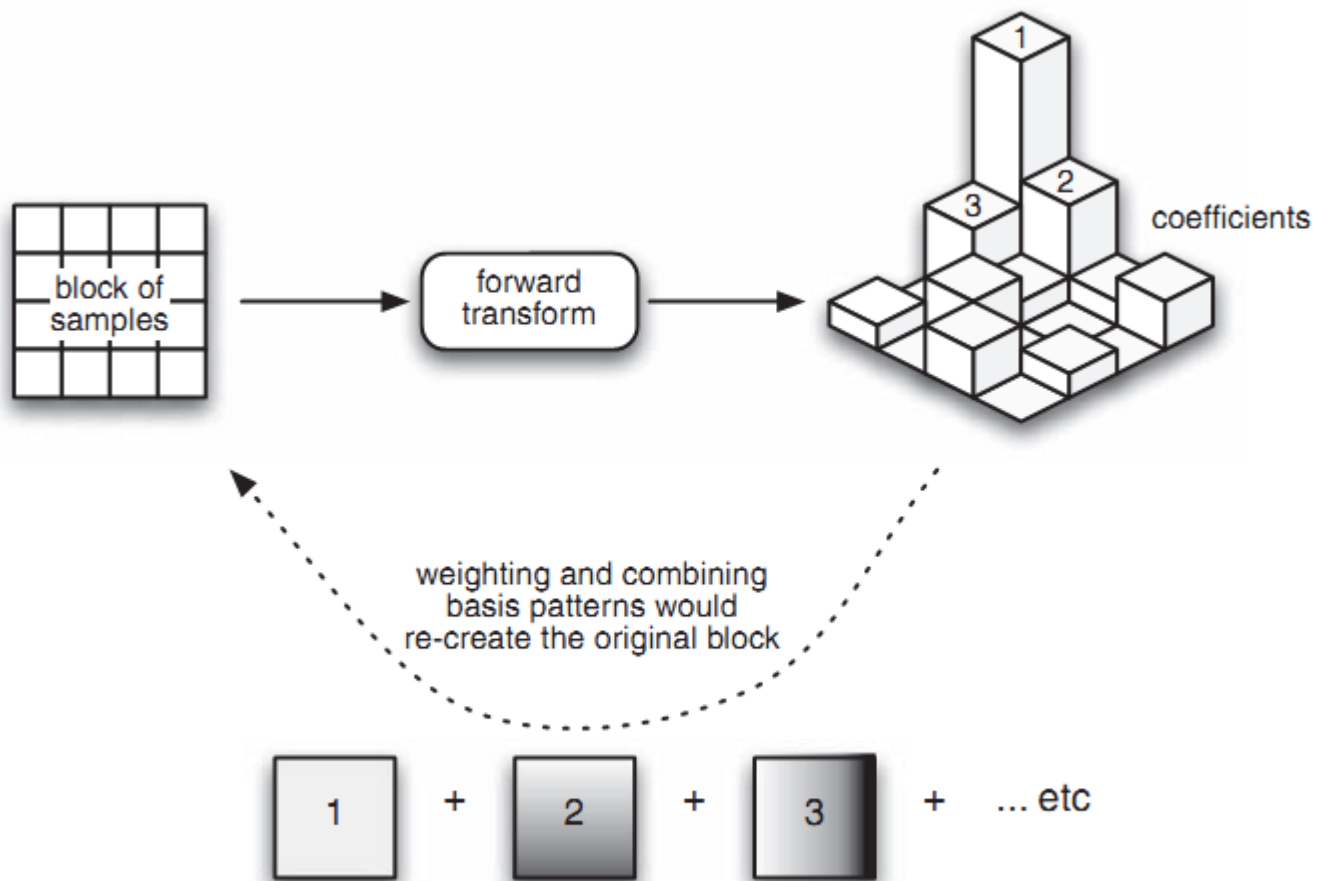 block of
samples
forward
transform
1
2
3
coefficients
weighting and combining
basis patterns would
re-create the original block
1 + 2 + 3 + ... etc